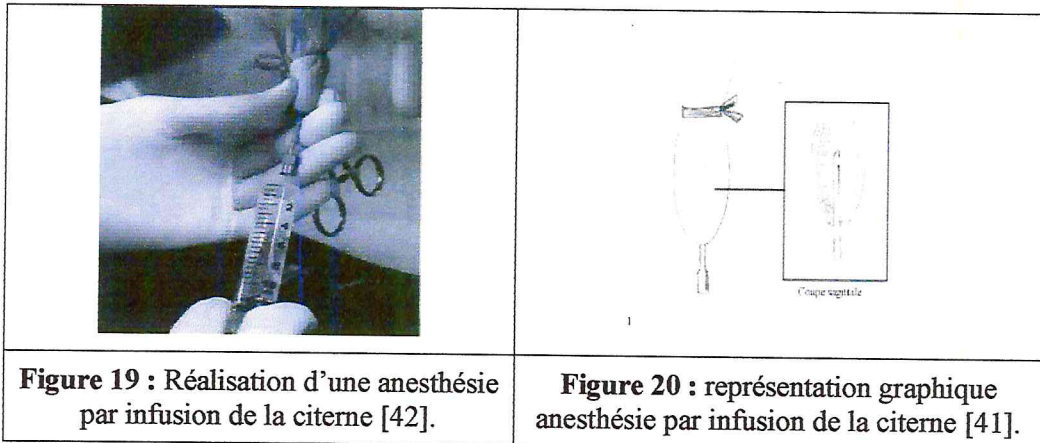 Coupe sagittale
1
Figure 19 : Réalisation d'une anesthésie
par infusion de la citerne [42].
Figure 20 : représentation graphique
anesthésie par infusion de la citerne [41].